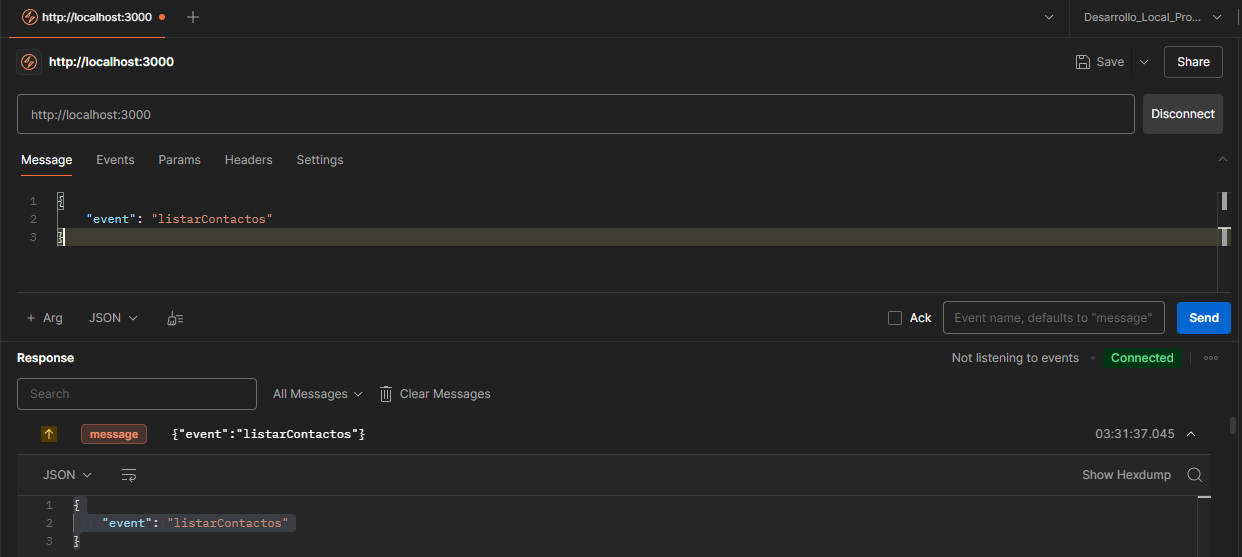 http://localhost:3000
Desarrollo_Local_Pro...
http://localhost:3000
Save
Share
http://localhost:3000
Disconnect
Message Events Params Headers Settings
1 {
2 "event": "listarContactos"
3 }
+ Arg JSON
Ack
Event name, defaults to "message"
Send
Response
Not listening to events • Connected
Search
All Messages
Clear Messages
message {"event":"listarContactos"} 03:31:37.045
JSON
Show Hexdump
1 {
2 "event": "listarContactos"
3 }